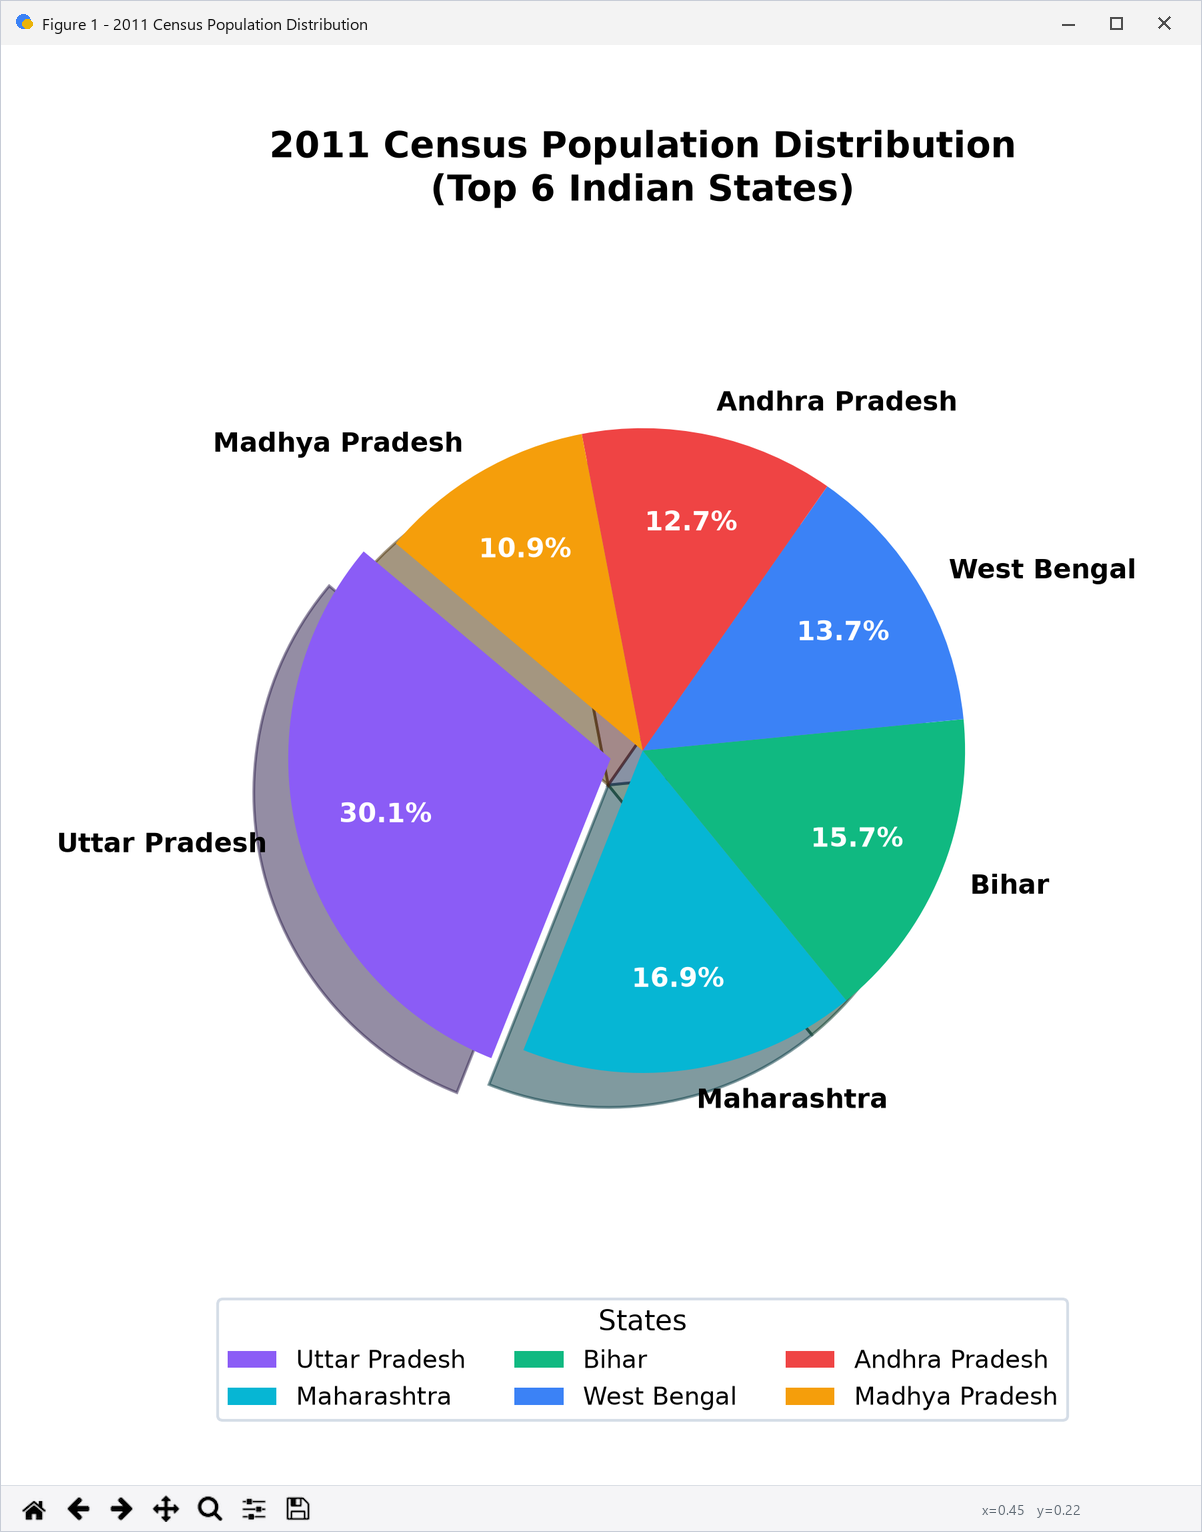 Figure 1 - 2011 Census Population Distribution
2011 Census Population Distribution
(Top 6 Indian States)
Andhra Pradesh
Madhya Pradesh
12.7%
10.9%
West Bengal
13.7%
30.1%
Uttar Pradesh
15.7%
Bihar
16.9%
Maharashtra
States
Uttar Pradesh
Bihar
Andhra Pradesh
Maharashtra
West Bengal
Madhya Pradesh
x=0.45 y=0.22